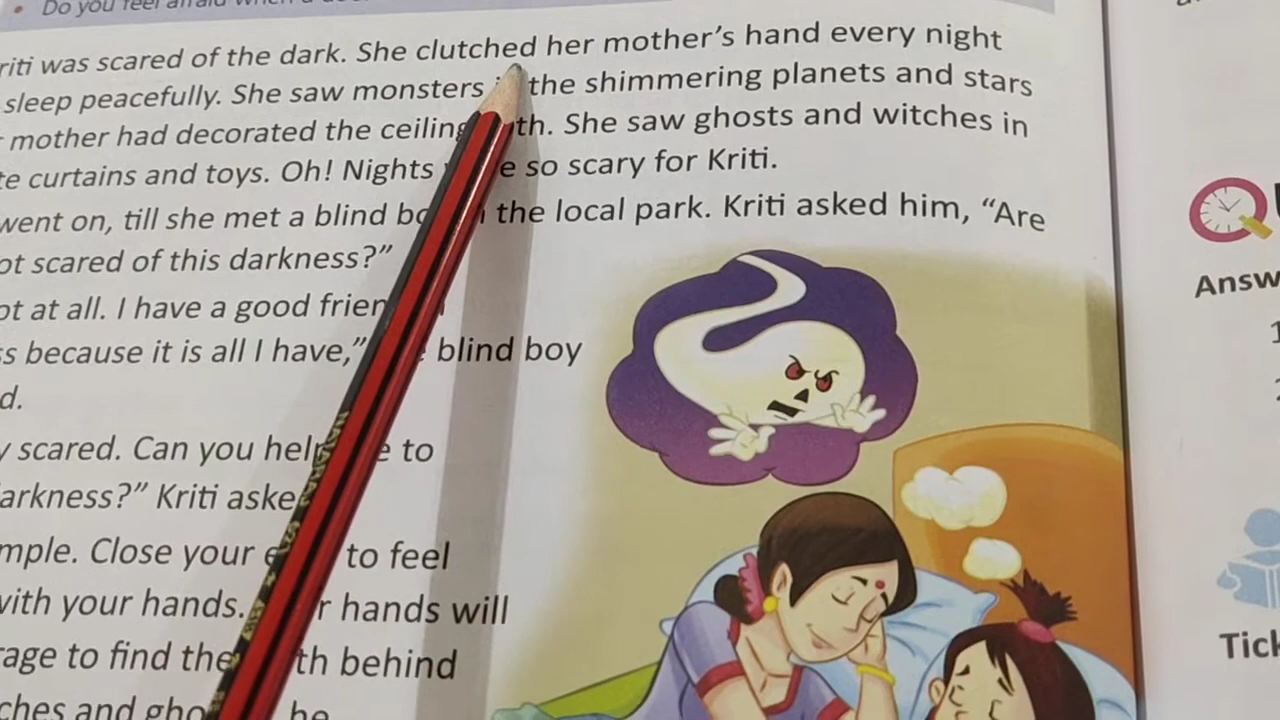 Do you feel afraid when a
riti was scared of the dark. She clutched her mother's hand every night
sleep peacefully. She saw monsters the shimmering planets and stars
mother had decorated the ceiling th. She saw ghosts and witches in
te curtains and toys. Oh! Nights e so scary for Kriti.
went on, till she met a blind bo the local park. Kriti asked him, “Are
ot scared of this darkness?”
ot at all. I have a good frien
s because it is all I have,” blind boy
d.
y scared. Can you help e to
arkness?” Kriti aske
mple. Close your e to feel
with your hands. r hands will
rage to find the th behind
ches and gho he
Answ
1
2
Tick